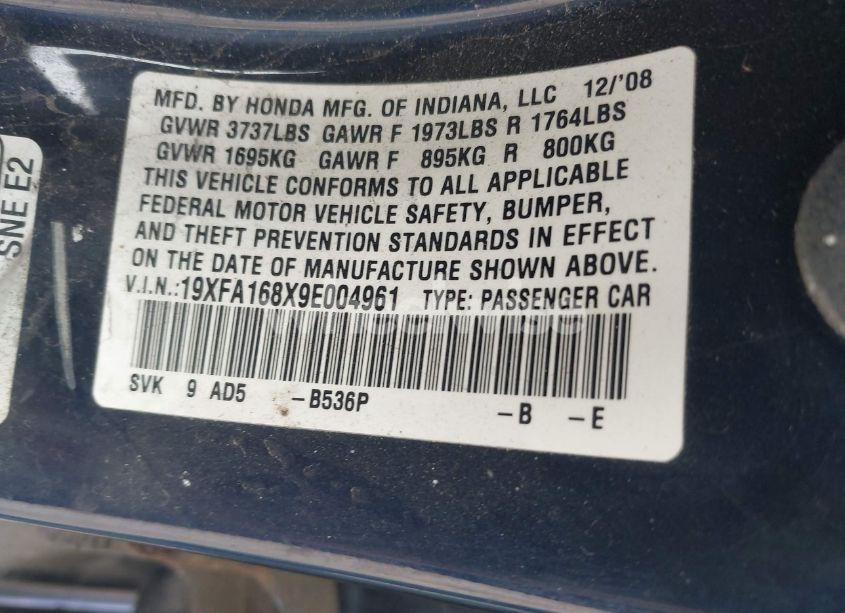 MFD. BY HONDA MFG. OF INDIANA, LLC 12/'08
GVWR 3737LBS GAWR F 1973LBS R 1764LBS
GVWR 1695KG GAWR F 895KG R 800KG
THIS VEHICLE CONFORMS TO ALL APPLICABLE
FEDERAL MOTOR VEHICLE SAFETY, BUMPER,
AND THEFT PREVENTION STANDARDS IN EFFECT
ON THE DATE OF MANUFACTURE SHOWN ABOVE.
V.I.N.:19XFA168X9E004961 TYPE: PASSENGER CAR
SVK 9 AD5 -B536P -B -E
SNE E2